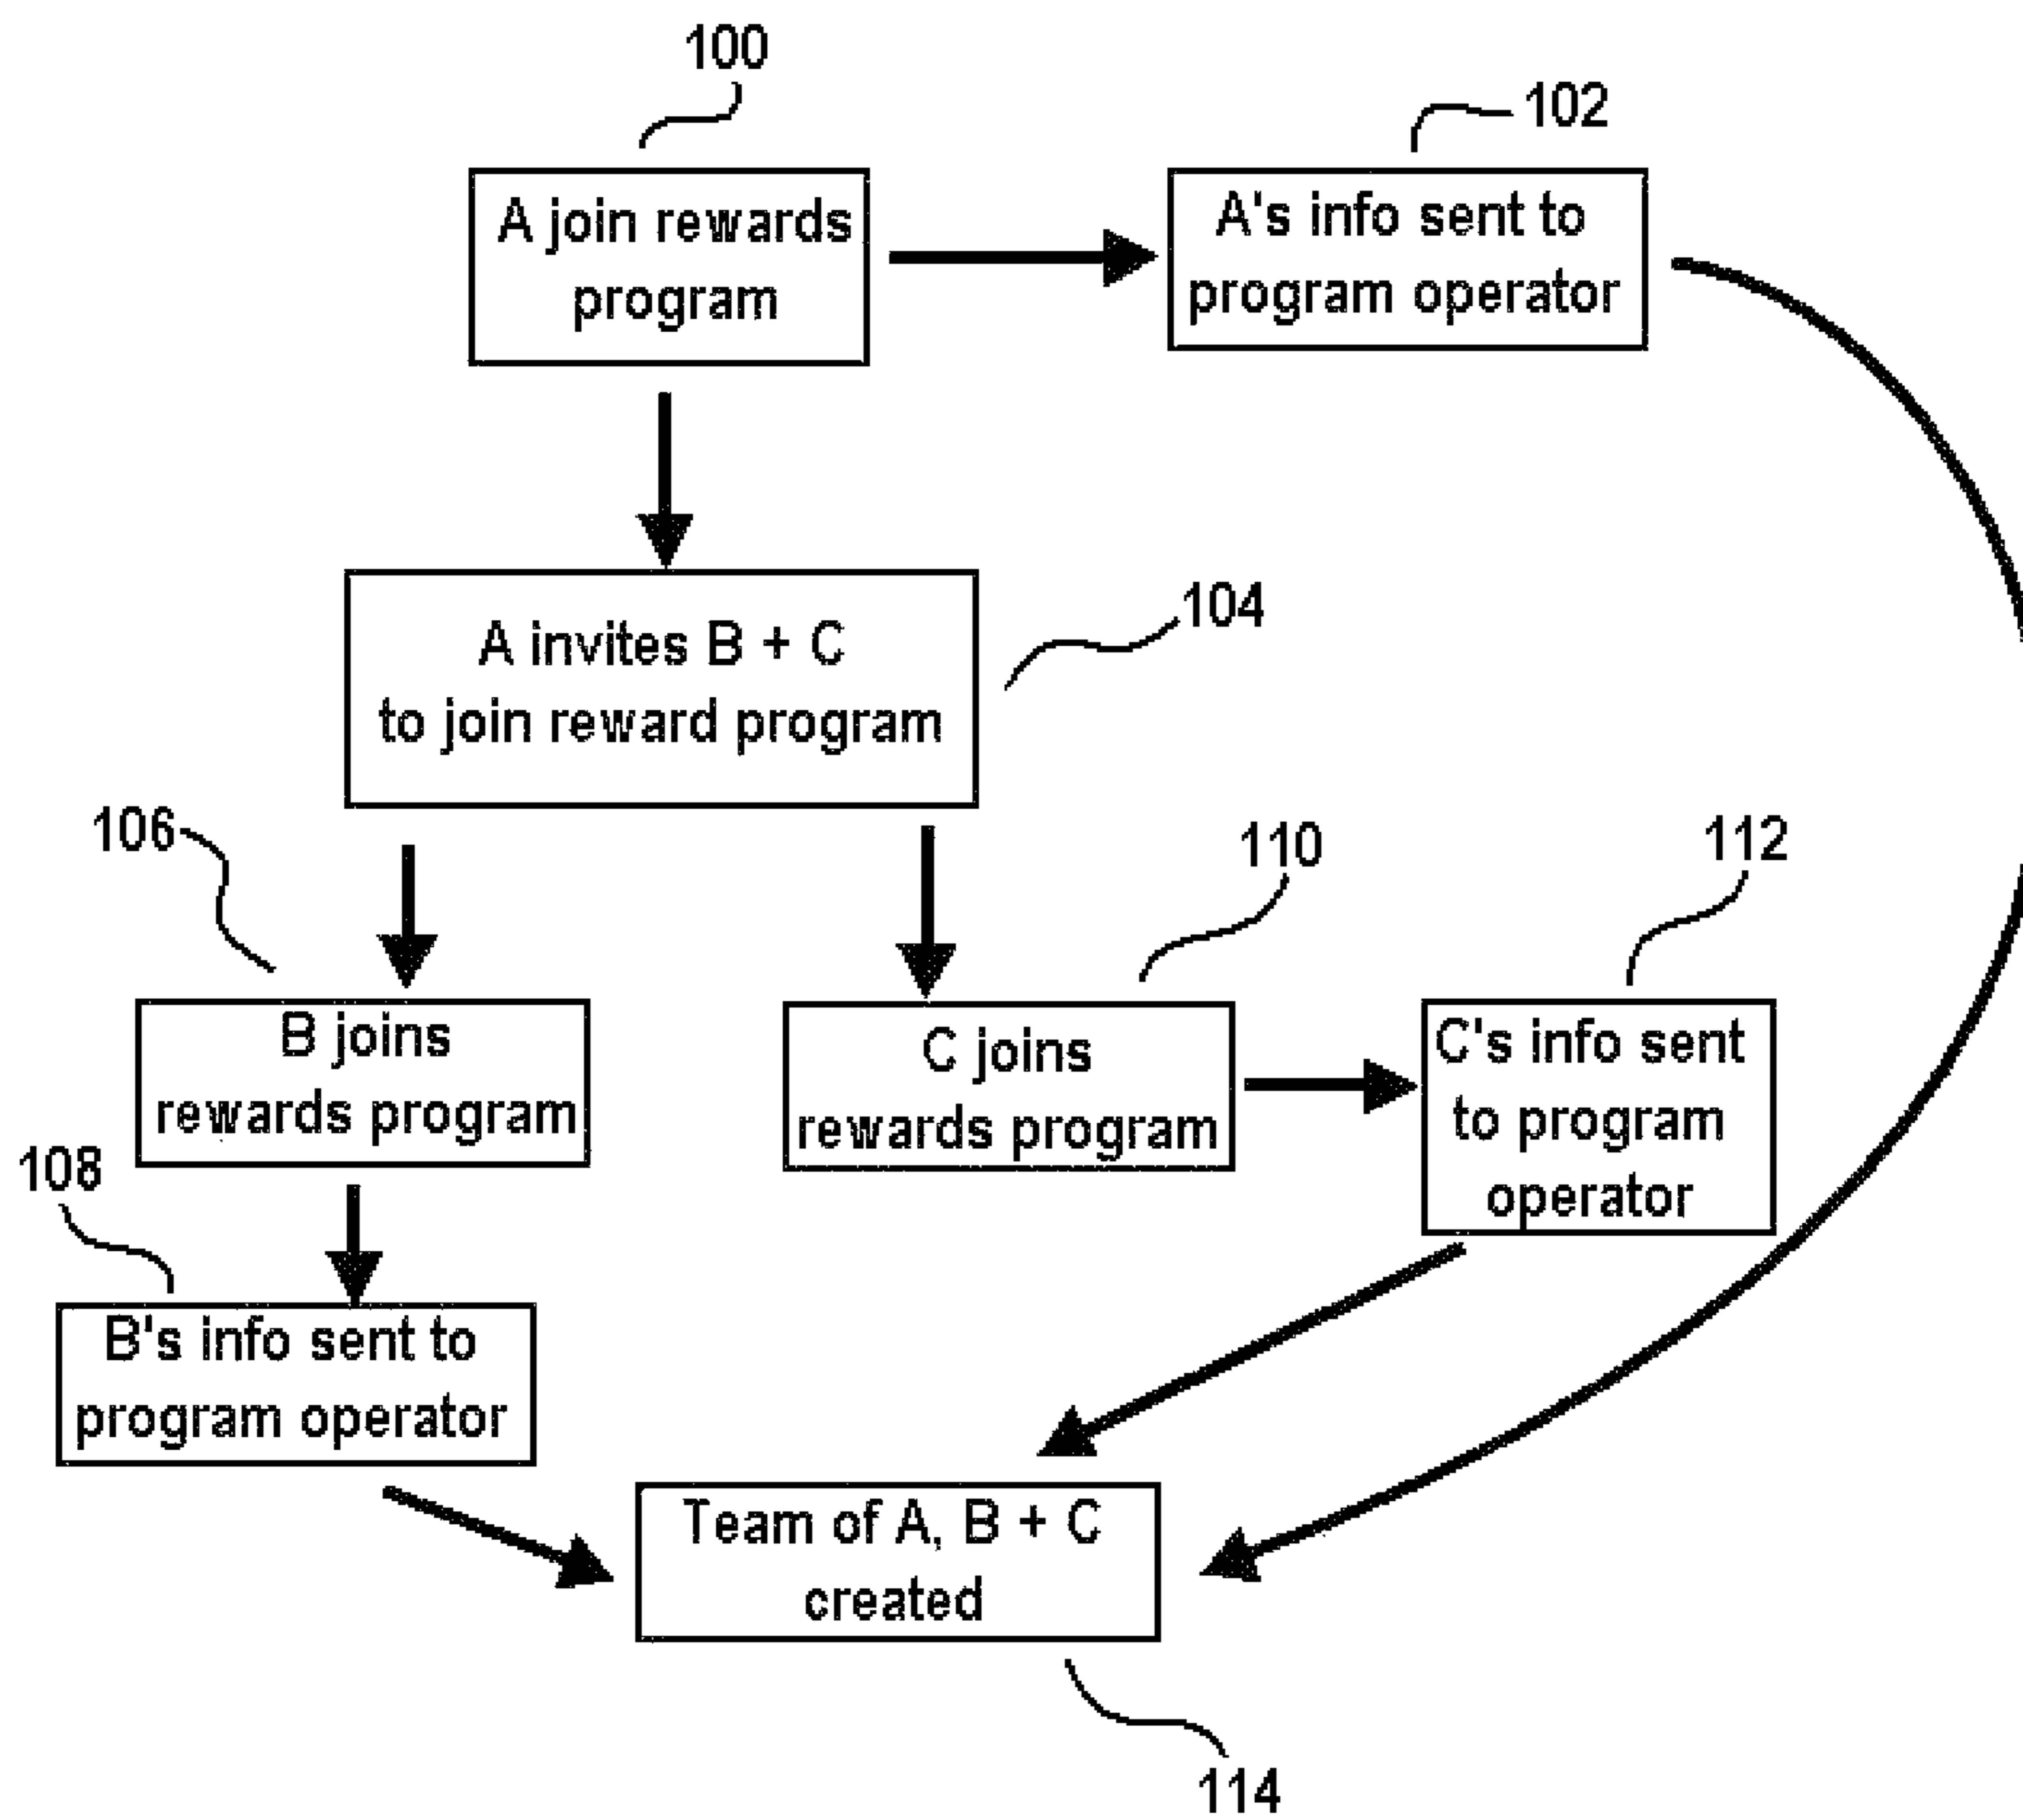 100
102
A join rewards
program
A's info sent to
program operator
104
A invites B + C
to join reward program
106
110
112
B joins
rewards program
C joins
rewards program
C's info sent
to program
operator
108
B's info sent to
program operator
Team of A, B + C
created
114